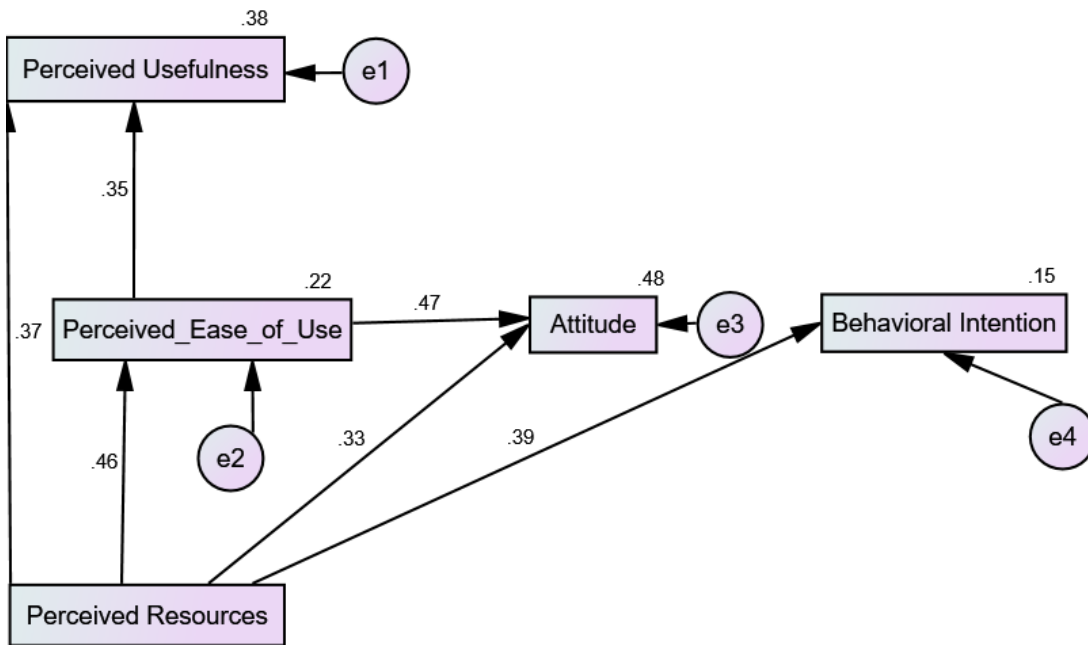 .38
Perceived Usefulness
e1
.35
.22
.48
.15
.37
Perceived_Ease_of_Use
.47
Attitude
e3
Behavioral Intention
.46
e2
.33
.39
e4
Perceived Resources